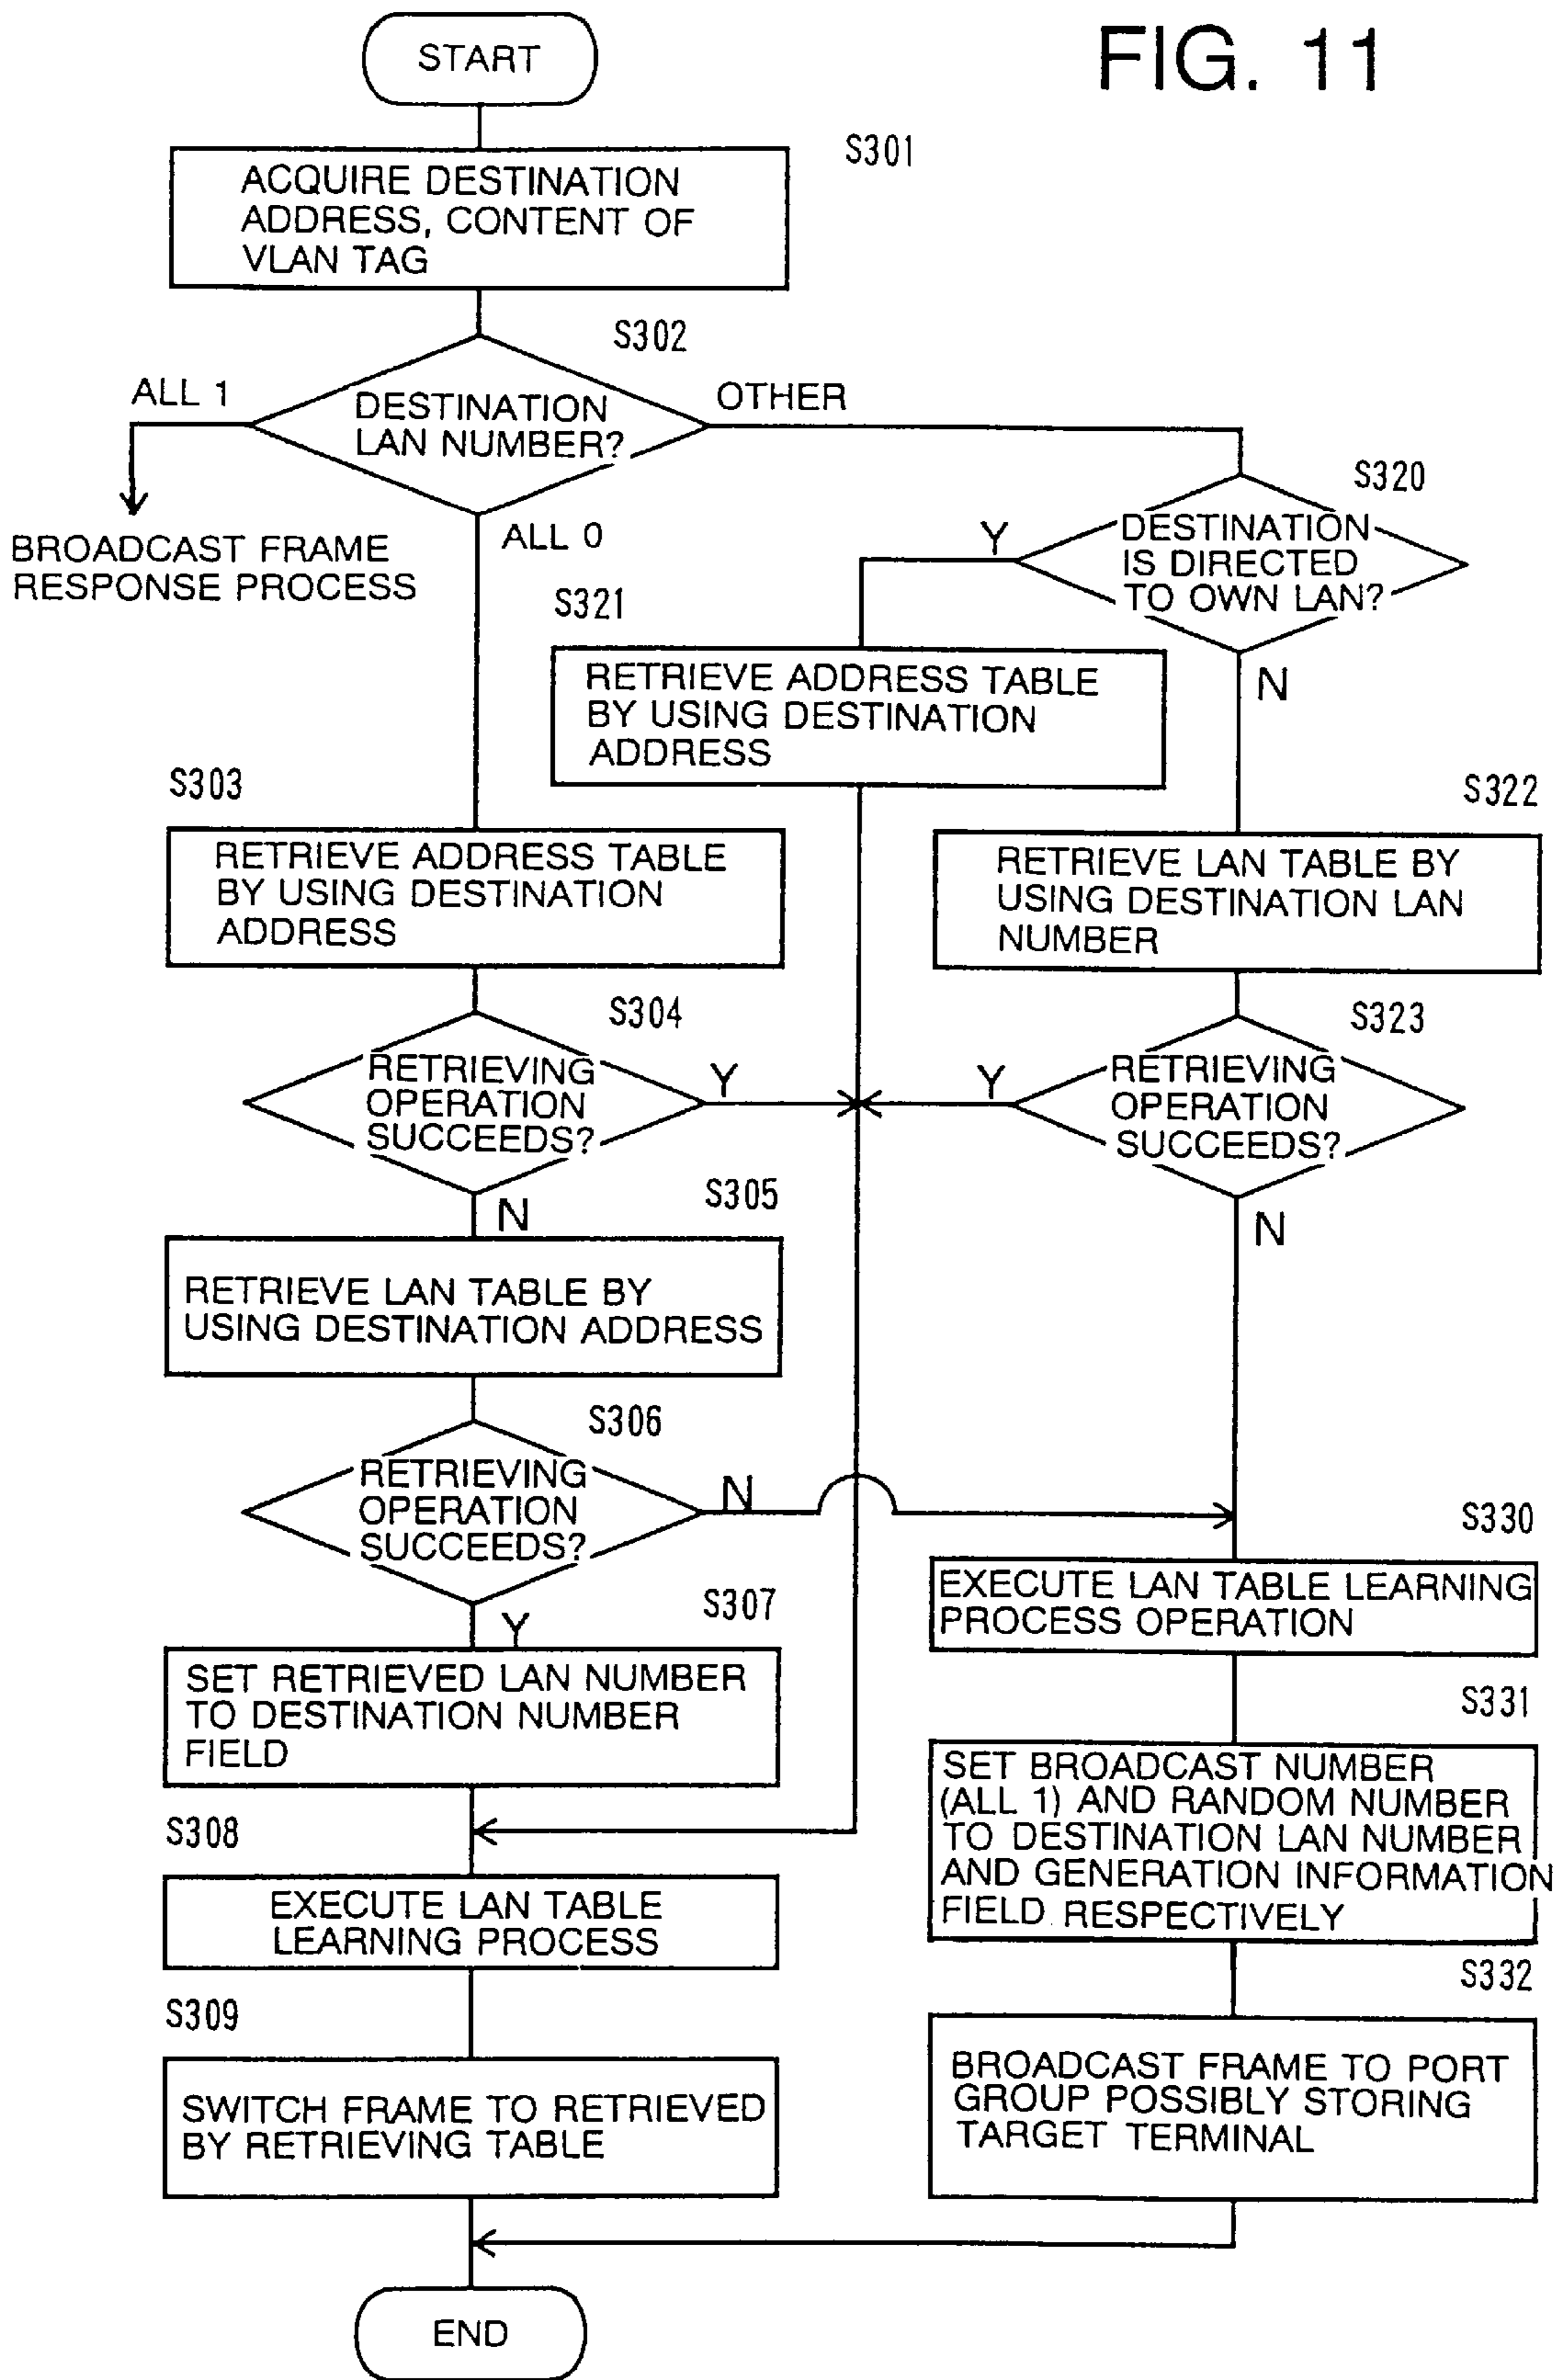 FIG. 11
START
S301
ACQUIRE DESTINATION
ADDRESS, CONTENT OF
VLAN TAG
S302
ALL 1
DESTINATION
LAN NUMBER?
OTHER
ALL 0
BROADCAST FRAME
RESPONSE PROCESS
S320
DESTINATION
IS DIRECTED
TO OWN LAN?
Y
N
S321
RETRIEVE ADDRESS TABLE
BY USING DESTINATION
ADDRESS
S303
RETRIEVE ADDRESS TABLE
BY USING DESTINATION
ADDRESS
S322
RETRIEVE LAN TABLE BY
USING DESTINATION LAN
NUMBER
S304
RETRIEVING
OPERATION
SUCCEEDS?
Y
N
S323
Y
RETRIEVING
OPERATION
SUCCEEDS?
N
S305
RETRIEVE LAN TABLE BY
USING DESTINATION ADDRESS
S306
RETRIEVING
OPERATION
SUCCEEDS?
N
Y
S307
SET RETRIEVED LAN NUMBER
TO DESTINATION NUMBER
FIELD
S330
EXECUTE LAN TABLE LEARNING
PROCESS OPERATION
S331
SET BROADCAST NUMBER
(ALL 1) AND RANDOM NUMBER
TO DESTINATION LAN NUMBER
AND GENERATION INFORMATION
FIELD RESPECTIVELY
S308
EXECUTE LAN TABLE
LEARNING PROCESS
S309
SWITCH FRAME TO RETRIEVED
BY RETRIEVING TABLE
S332
BROADCAST FRAME TO PORT
GROUP POSSIBLY STORING
TARGET TERMINAL
END